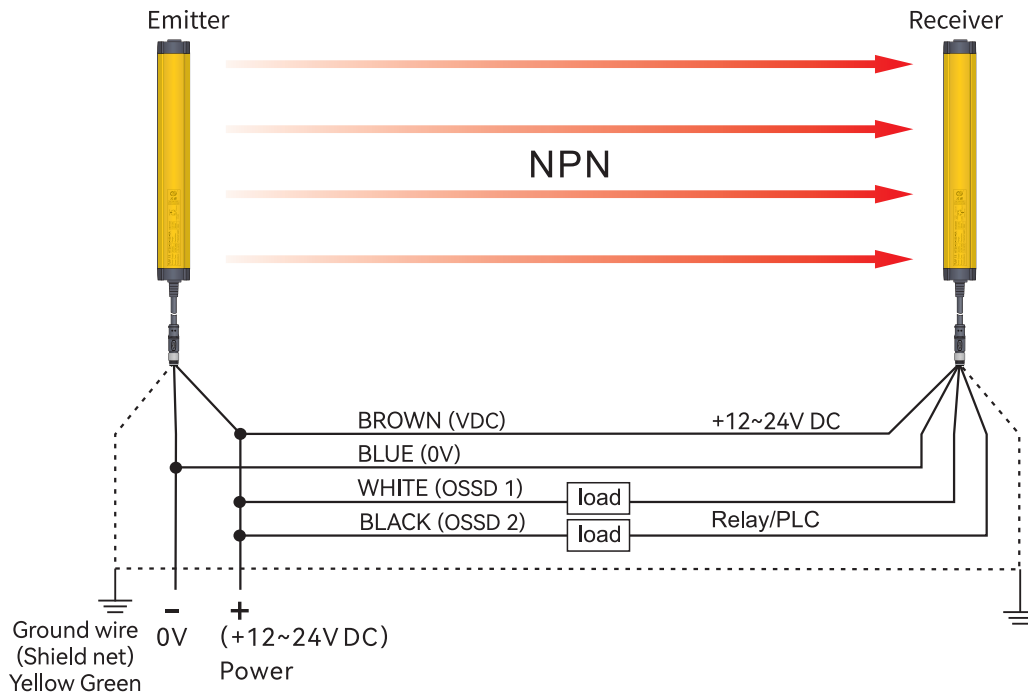 Emitter
Receiver
NPN
BROWN (VDC)
+12~24V DC
BLUE (0V)
WHITE (OSSD 1)
load
BLACK (OSSD 2)
load
Relay/PLC
-
+
Ground wire
(Shield net)
Yellow Green
0V
(+12~24V DC)
Power